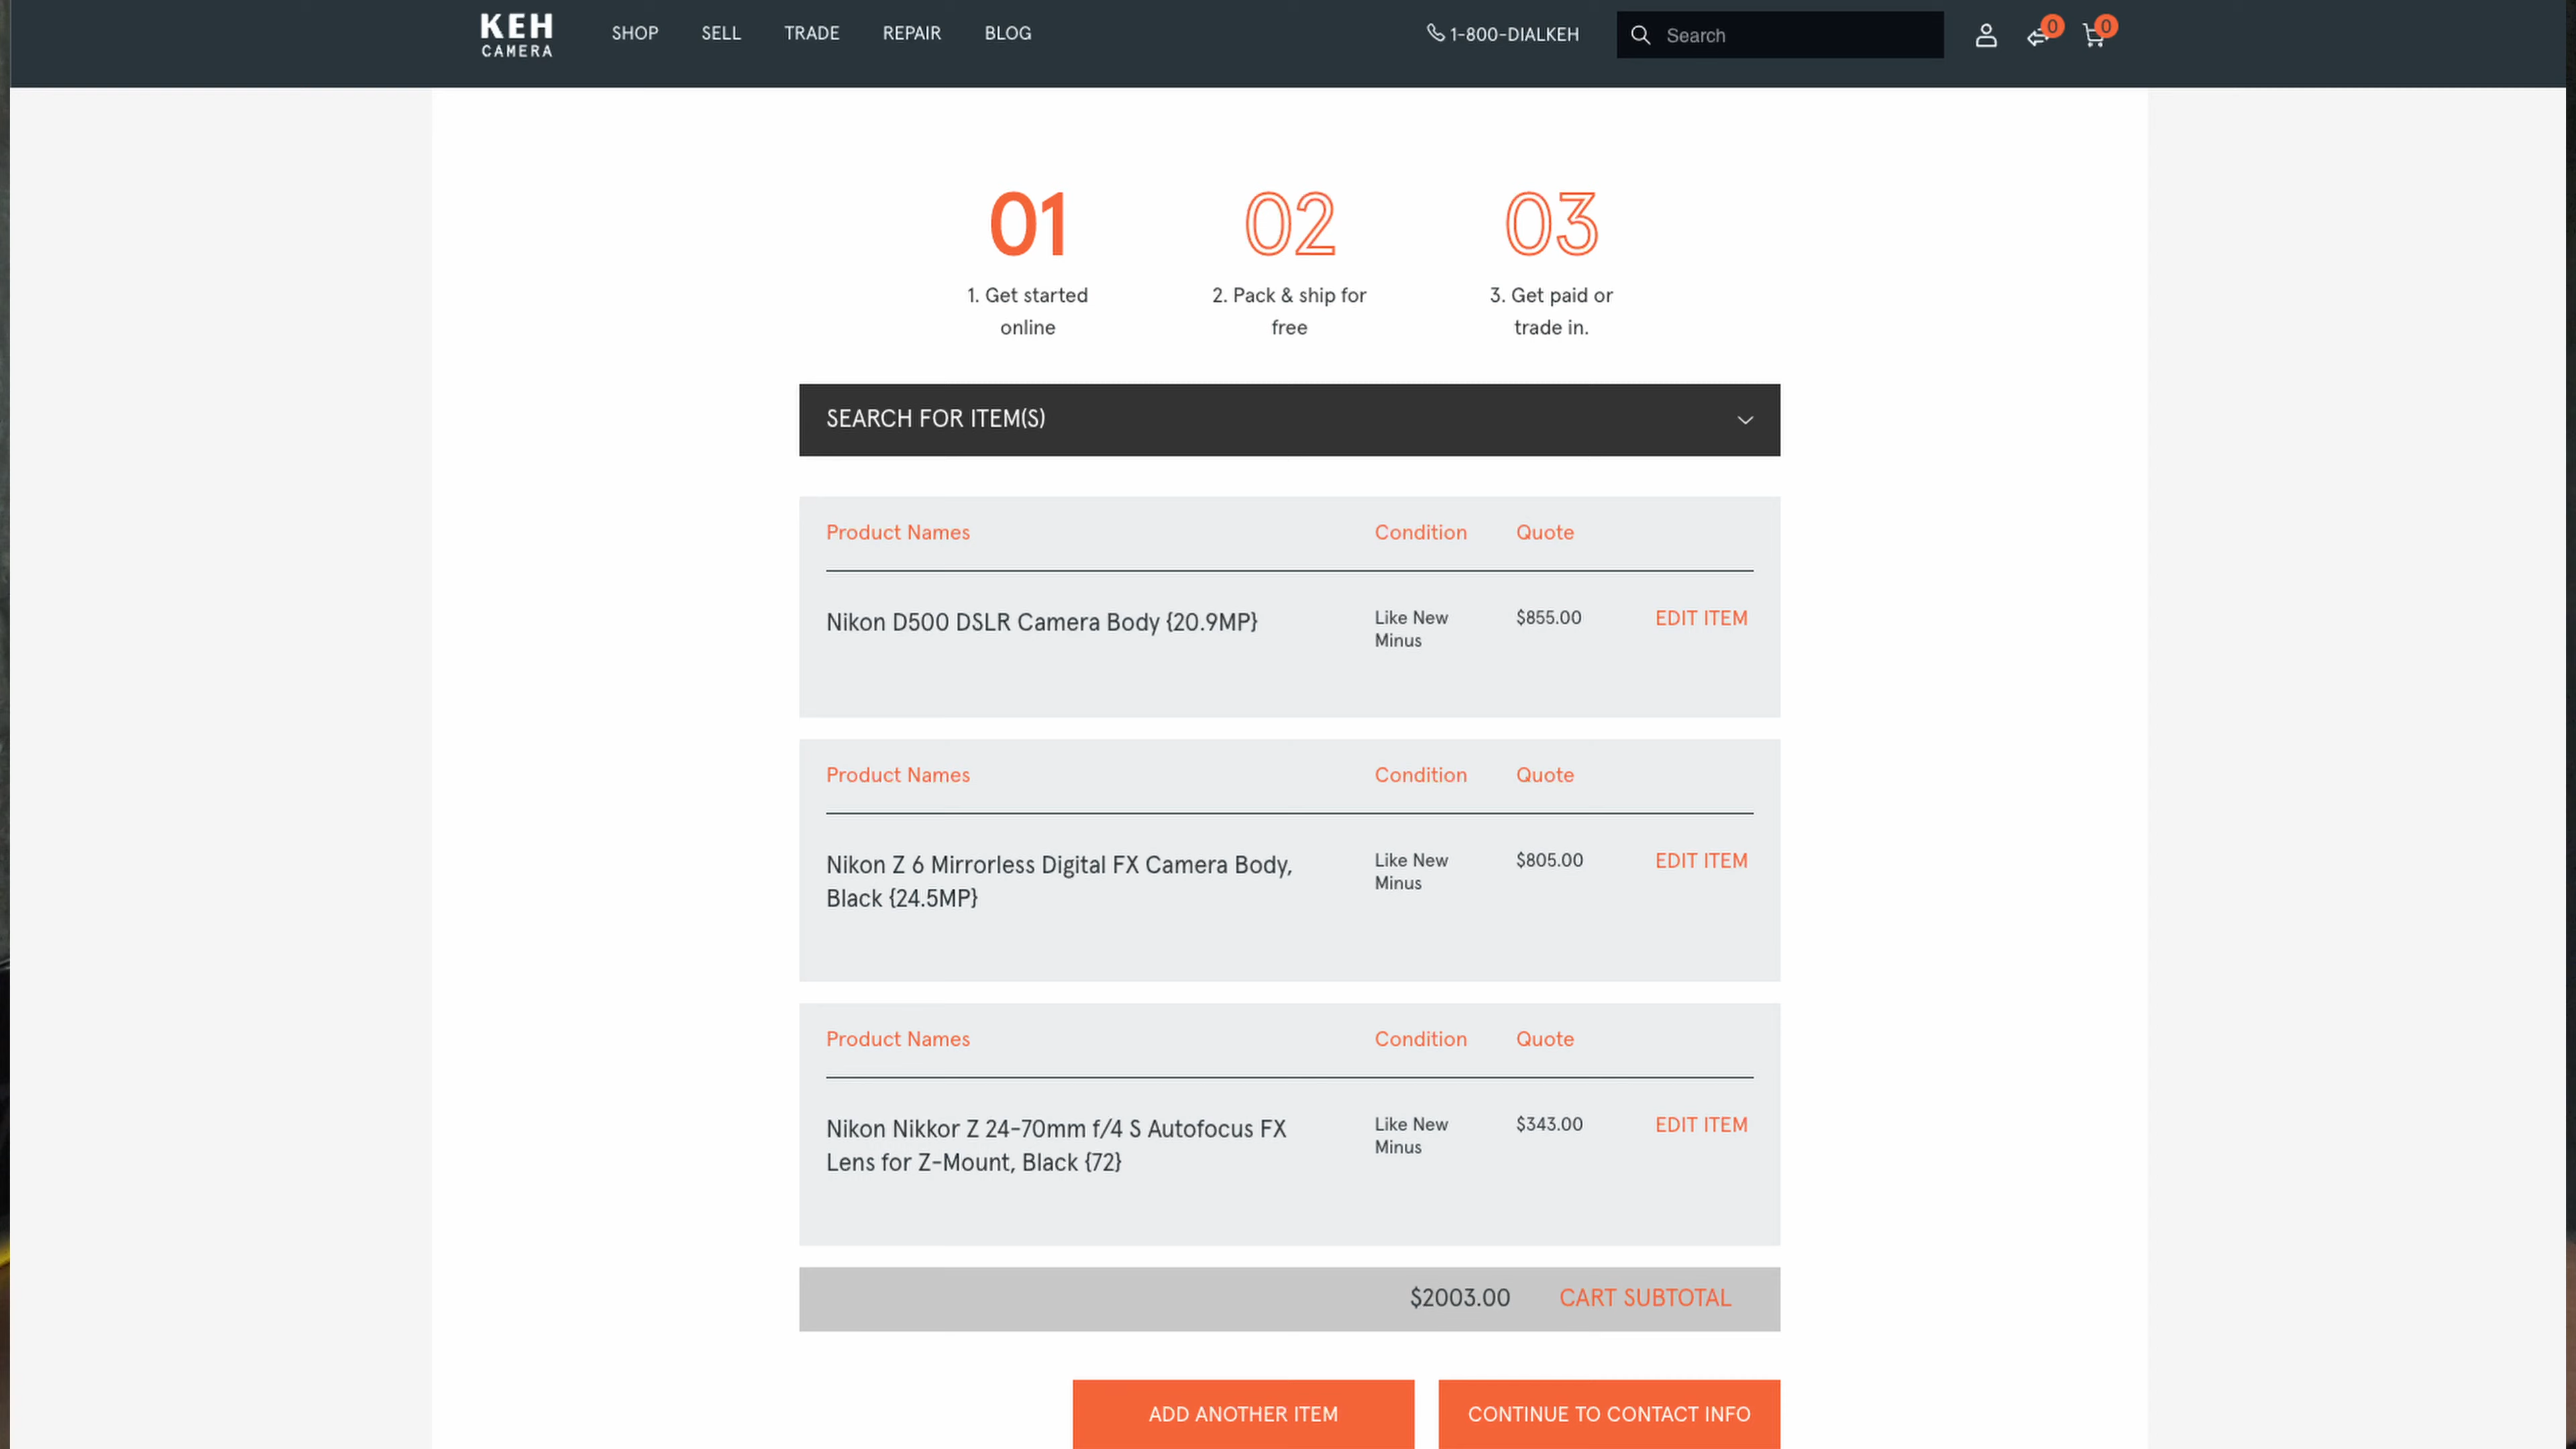 KEH
CAMERA
SHOP SELL TRADE REPAIR BLOG
1-800-DIALKEH
Search
0
0
01
02
03
1. Get started
online
2. Pack & ship for
free
3. Get paid or
trade in.
SEARCH FOR ITEM(S)
Product Names Condition Quote
Nikon D500 DSLR Camera Body {20.9MP}
Like New
Minus
$855.00
EDIT ITEM
Product Names Condition Quote
Nikon Z 6 Mirrorless Digital FX Camera Body,
Black {24.5MP}
Like New
Minus
$805.00
EDIT ITEM
Product Names Condition Quote
Nikon Nikkor Z 24-70mm f/4 S Autofocus FX
Lens for Z-Mount, Black {72}
Like New
Minus
$343.00
EDIT ITEM
$2003.00 CART SUBTOTAL
ADD ANOTHER ITEM
CONTINUE TO CONTACT INFO